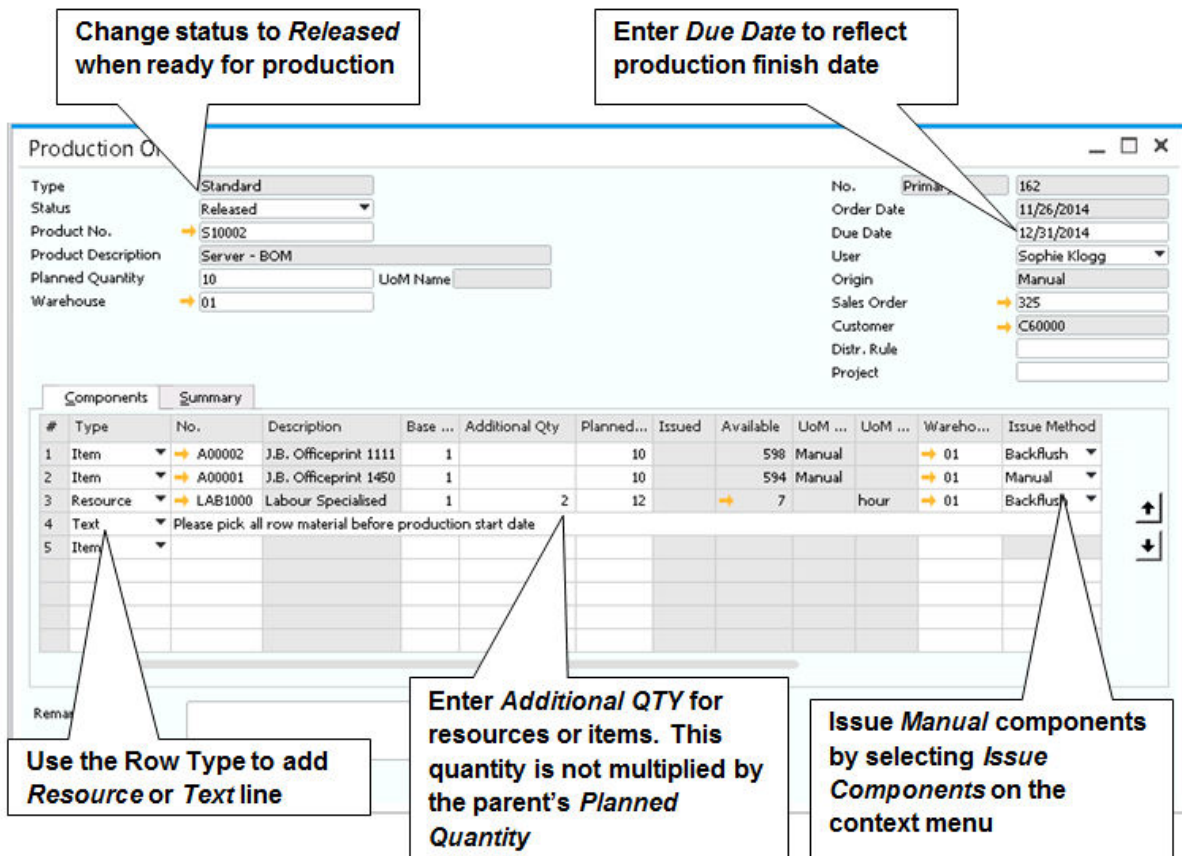 Change status to Released
when ready for production
Enter Due Date to reflect
production finish date
Production O
Type Standard
Status Released
Product No. S10002
Product Description Server - BOM
Planned Quantity 10 UoM Name
Warehouse 01
No. Primary 162
Order Date 11/26/2014
Due Date 12/31/2014
User Sophie Klogg
Origin Manual
Sales Order 325
Customer C60000
Distr. Rule
Project
Components Summary
# Type No. Description Base ... Additional Qty Planned... Issued Available UoM ... UoM ... Wareho... Issue Method
1 Item A00002 J.B. Officeprint 1111 1 10 598 Manual 01 Backflush
2 Item A00001 J.B. Officeprint 1450 1 10 594 Manual 01 Manual
3 Resource LAB1000 Labour Specialised 1 2 12 7 hour 01 Backflush
4 Text Please pick all row material before production start date
5 Item
Remar
Use the Row Type to add
Resource or Text line
Enter Additional QTY for
resources or items. This
quantity is not multiplied by
the parent's Planned
Quantity
Issue Manual components
by selecting Issue
Components on the
context menu